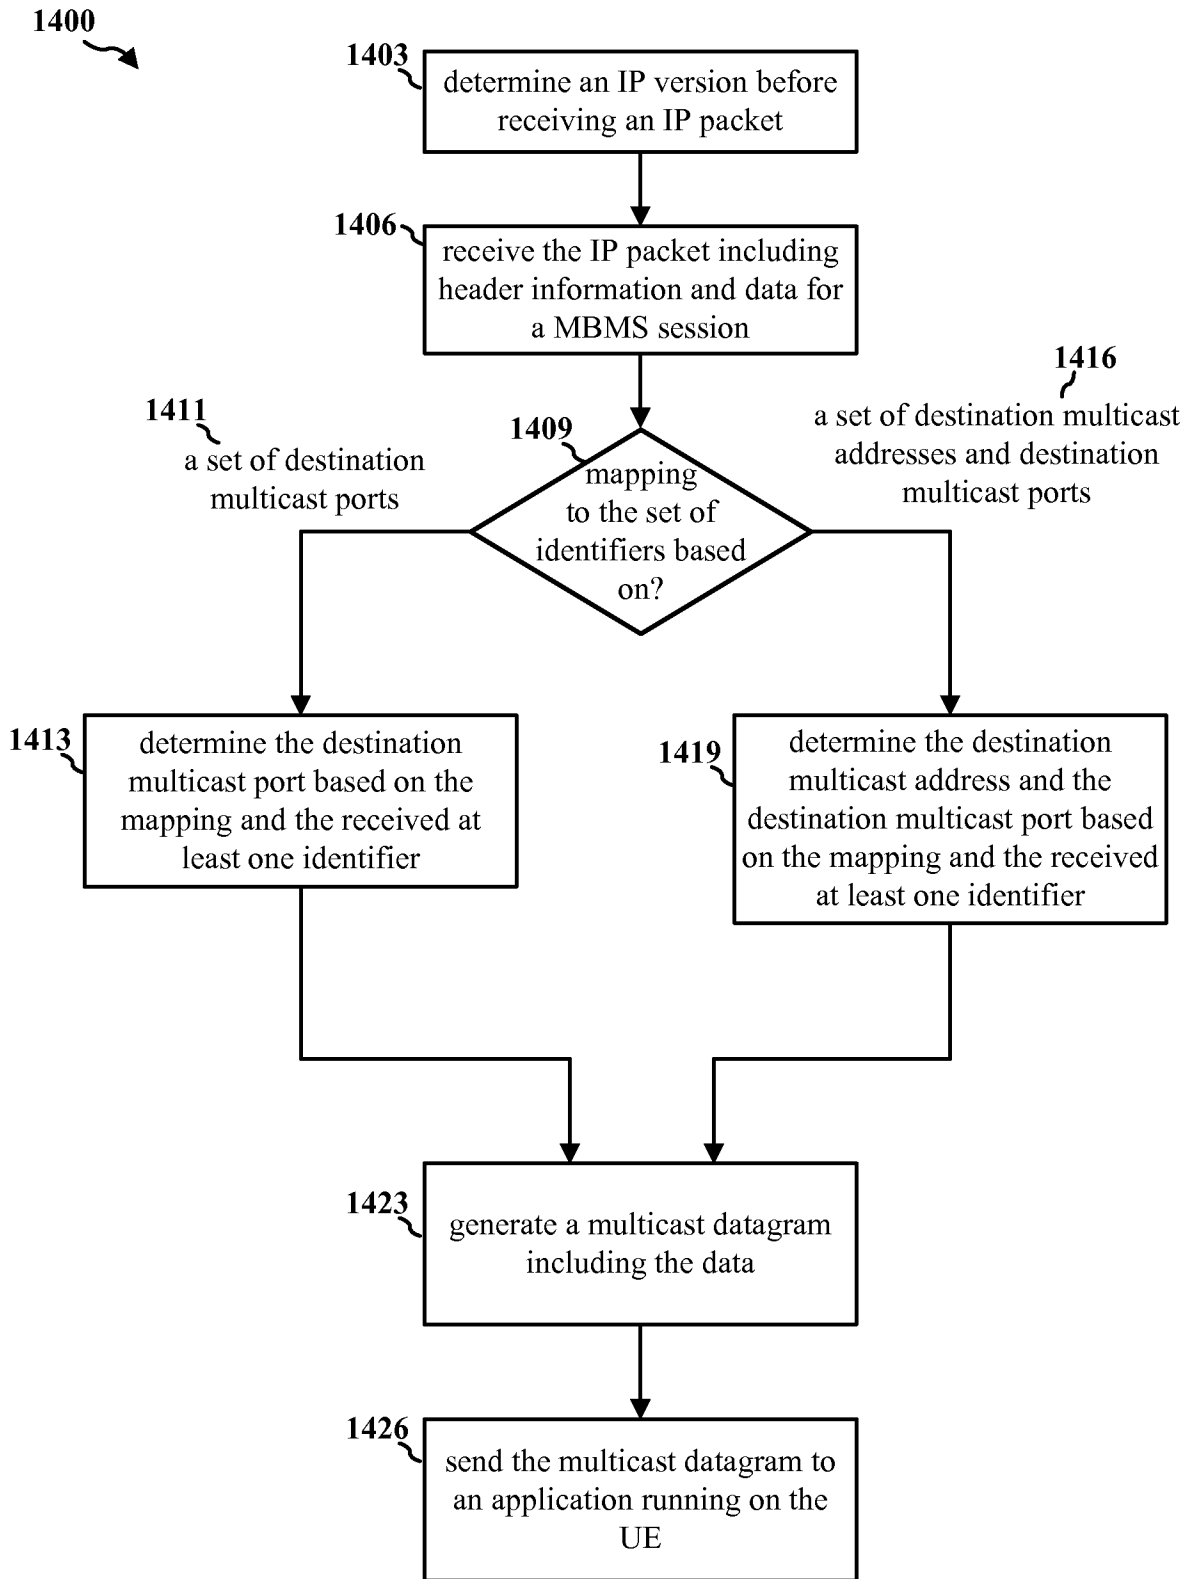 1400
1403
determine an IP version before
receiving an IP packet
1406
receive the IP packet including
header information and data for
a MBMS session
1411
a set of destination
multicast ports
1409
mapping
to the set of
identifiers based
on?
1416
a set of destination multicast
addresses and destination
multicast ports
1413
determine the destination
multicast port based on the
mapping and the received at
least one identifier
1419
determine the destination
multicast address and the
destination multicast port based
on the mapping and the received
at least one identifier
1423
generate a multicast datagram
including the data
1426
send the multicast datagram to
an application running on the
UE